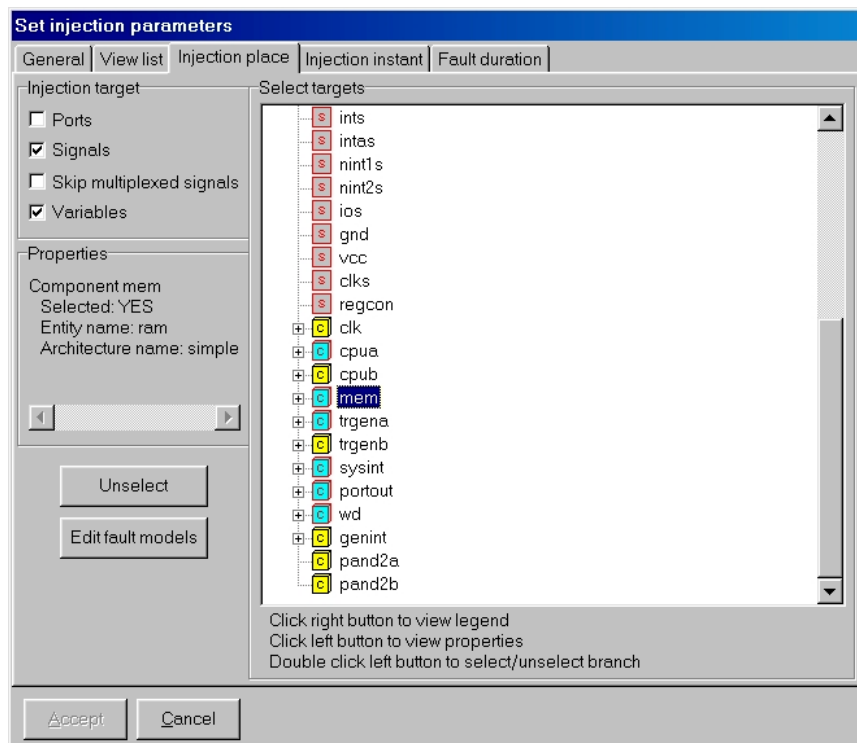 Set injection parameters
General View list Injection place Injection instant Fault duration
Injection target
Ports
Signals
Skip multiplexed signals
Variables
Properties
Component mem
Selected: YES
Entity name: ram
Architecture name: simple
Unselect
Edit fault models
Select targets
s ints
s intas
s nint1s
s nint2s
s ios
s gnd
s vcc
s clks
s regcon
c clk
c cpua
c cpub
c mem
c trgena
c trgenb
c sysint
c portout
c wd
c genint
c pand2a
c pand2b
Click right button to view legend
Click left button to view properties
Double click left button to select/unselect branch
Accept Cancel